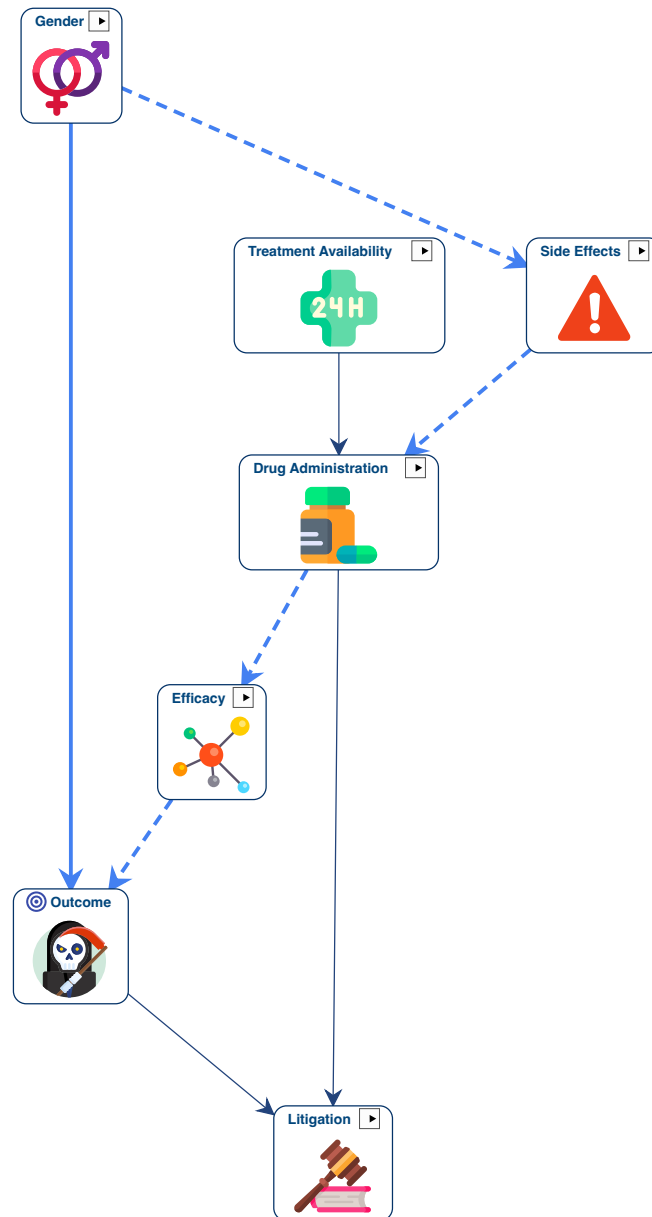 Gender
Treatment Availability
Side Effects
24H
Drug Administration
Efficacy
Outcome
Litigation